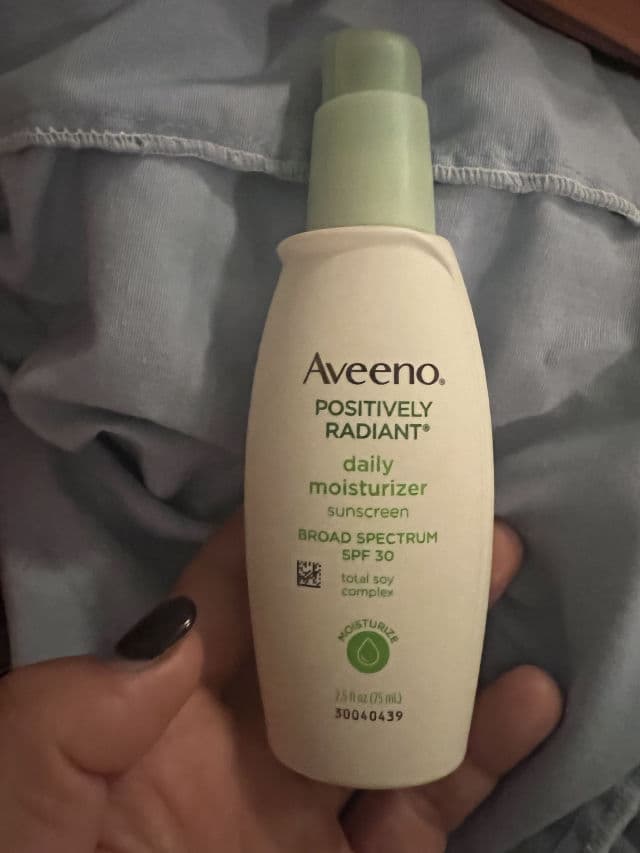 Aveeno®
POSITIVELY
RADIANT®
daily
moisturizer
sunscreen
BROAD SPECTRUM
SPF 30
total soy
complex
MOISTURIZE
2.5 fl oz (75 mL)
30040439